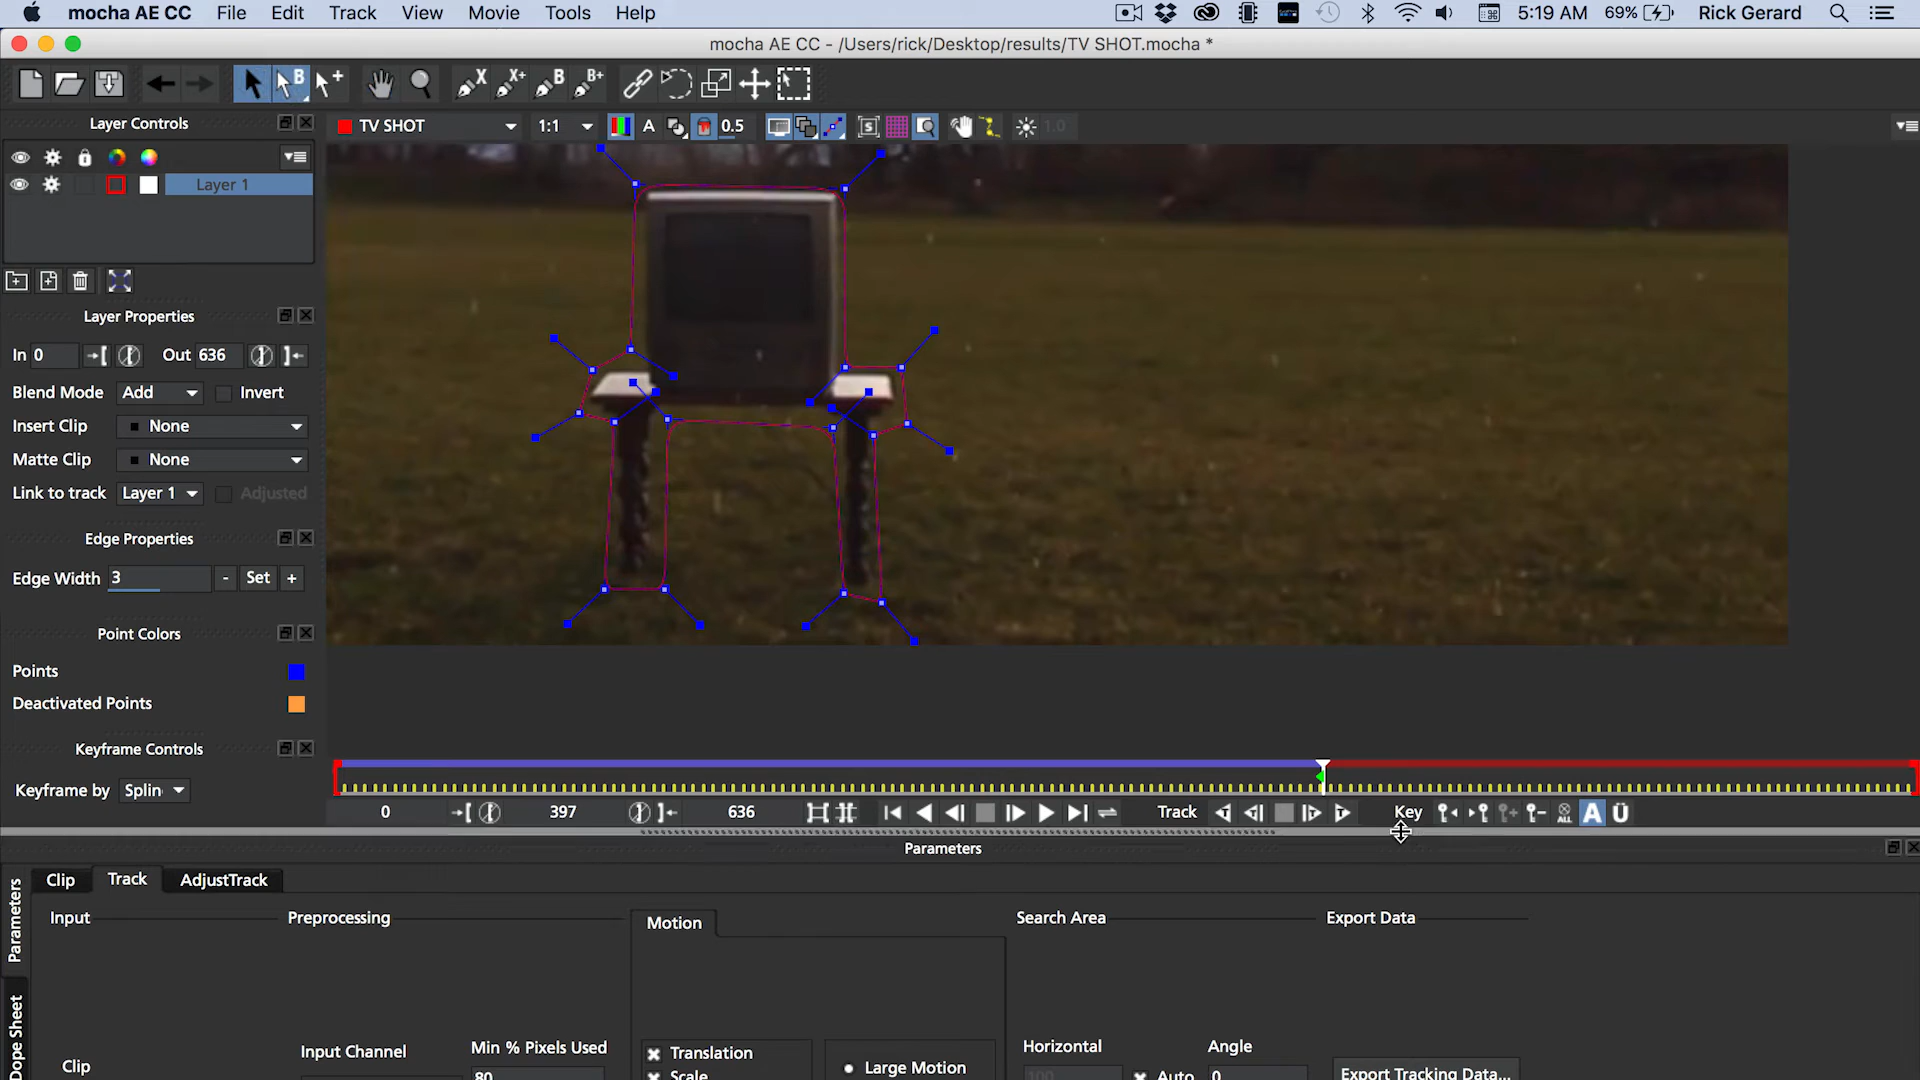 mocha AE CC File Edit Track View Movie Tools Help 5:19 AM 69% Rick Gerard
mocha AE CC - /Users/rick/Desktop/results/TV SHOT.mocha *
X X+ B B+
Layer Controls
TV SHOT 1:1 A 0.5 1.0
Layer 1
Layer Properties
In 0 Out 636
Blend Mode Add Invert
Insert Clip None
Matte Clip None
Link to track Layer 1 Adjusted
Edge Properties
Edge Width 3 - Set +
Point Colors
Points
Deactivated Points
Keyframe Controls
Keyframe by Splin
0 397 636 Track Key ALL A Ü
Parameters
Parameters
Dope Sheet
Clip Track AdjustTrack
Input Preprocessing Motion Search Area Export Data
Clip Input Channel Min % Pixels Used
80
Translation
Scale
Large Motion
Horizontal Angle
100 Auto 0
Export Tracking Data...